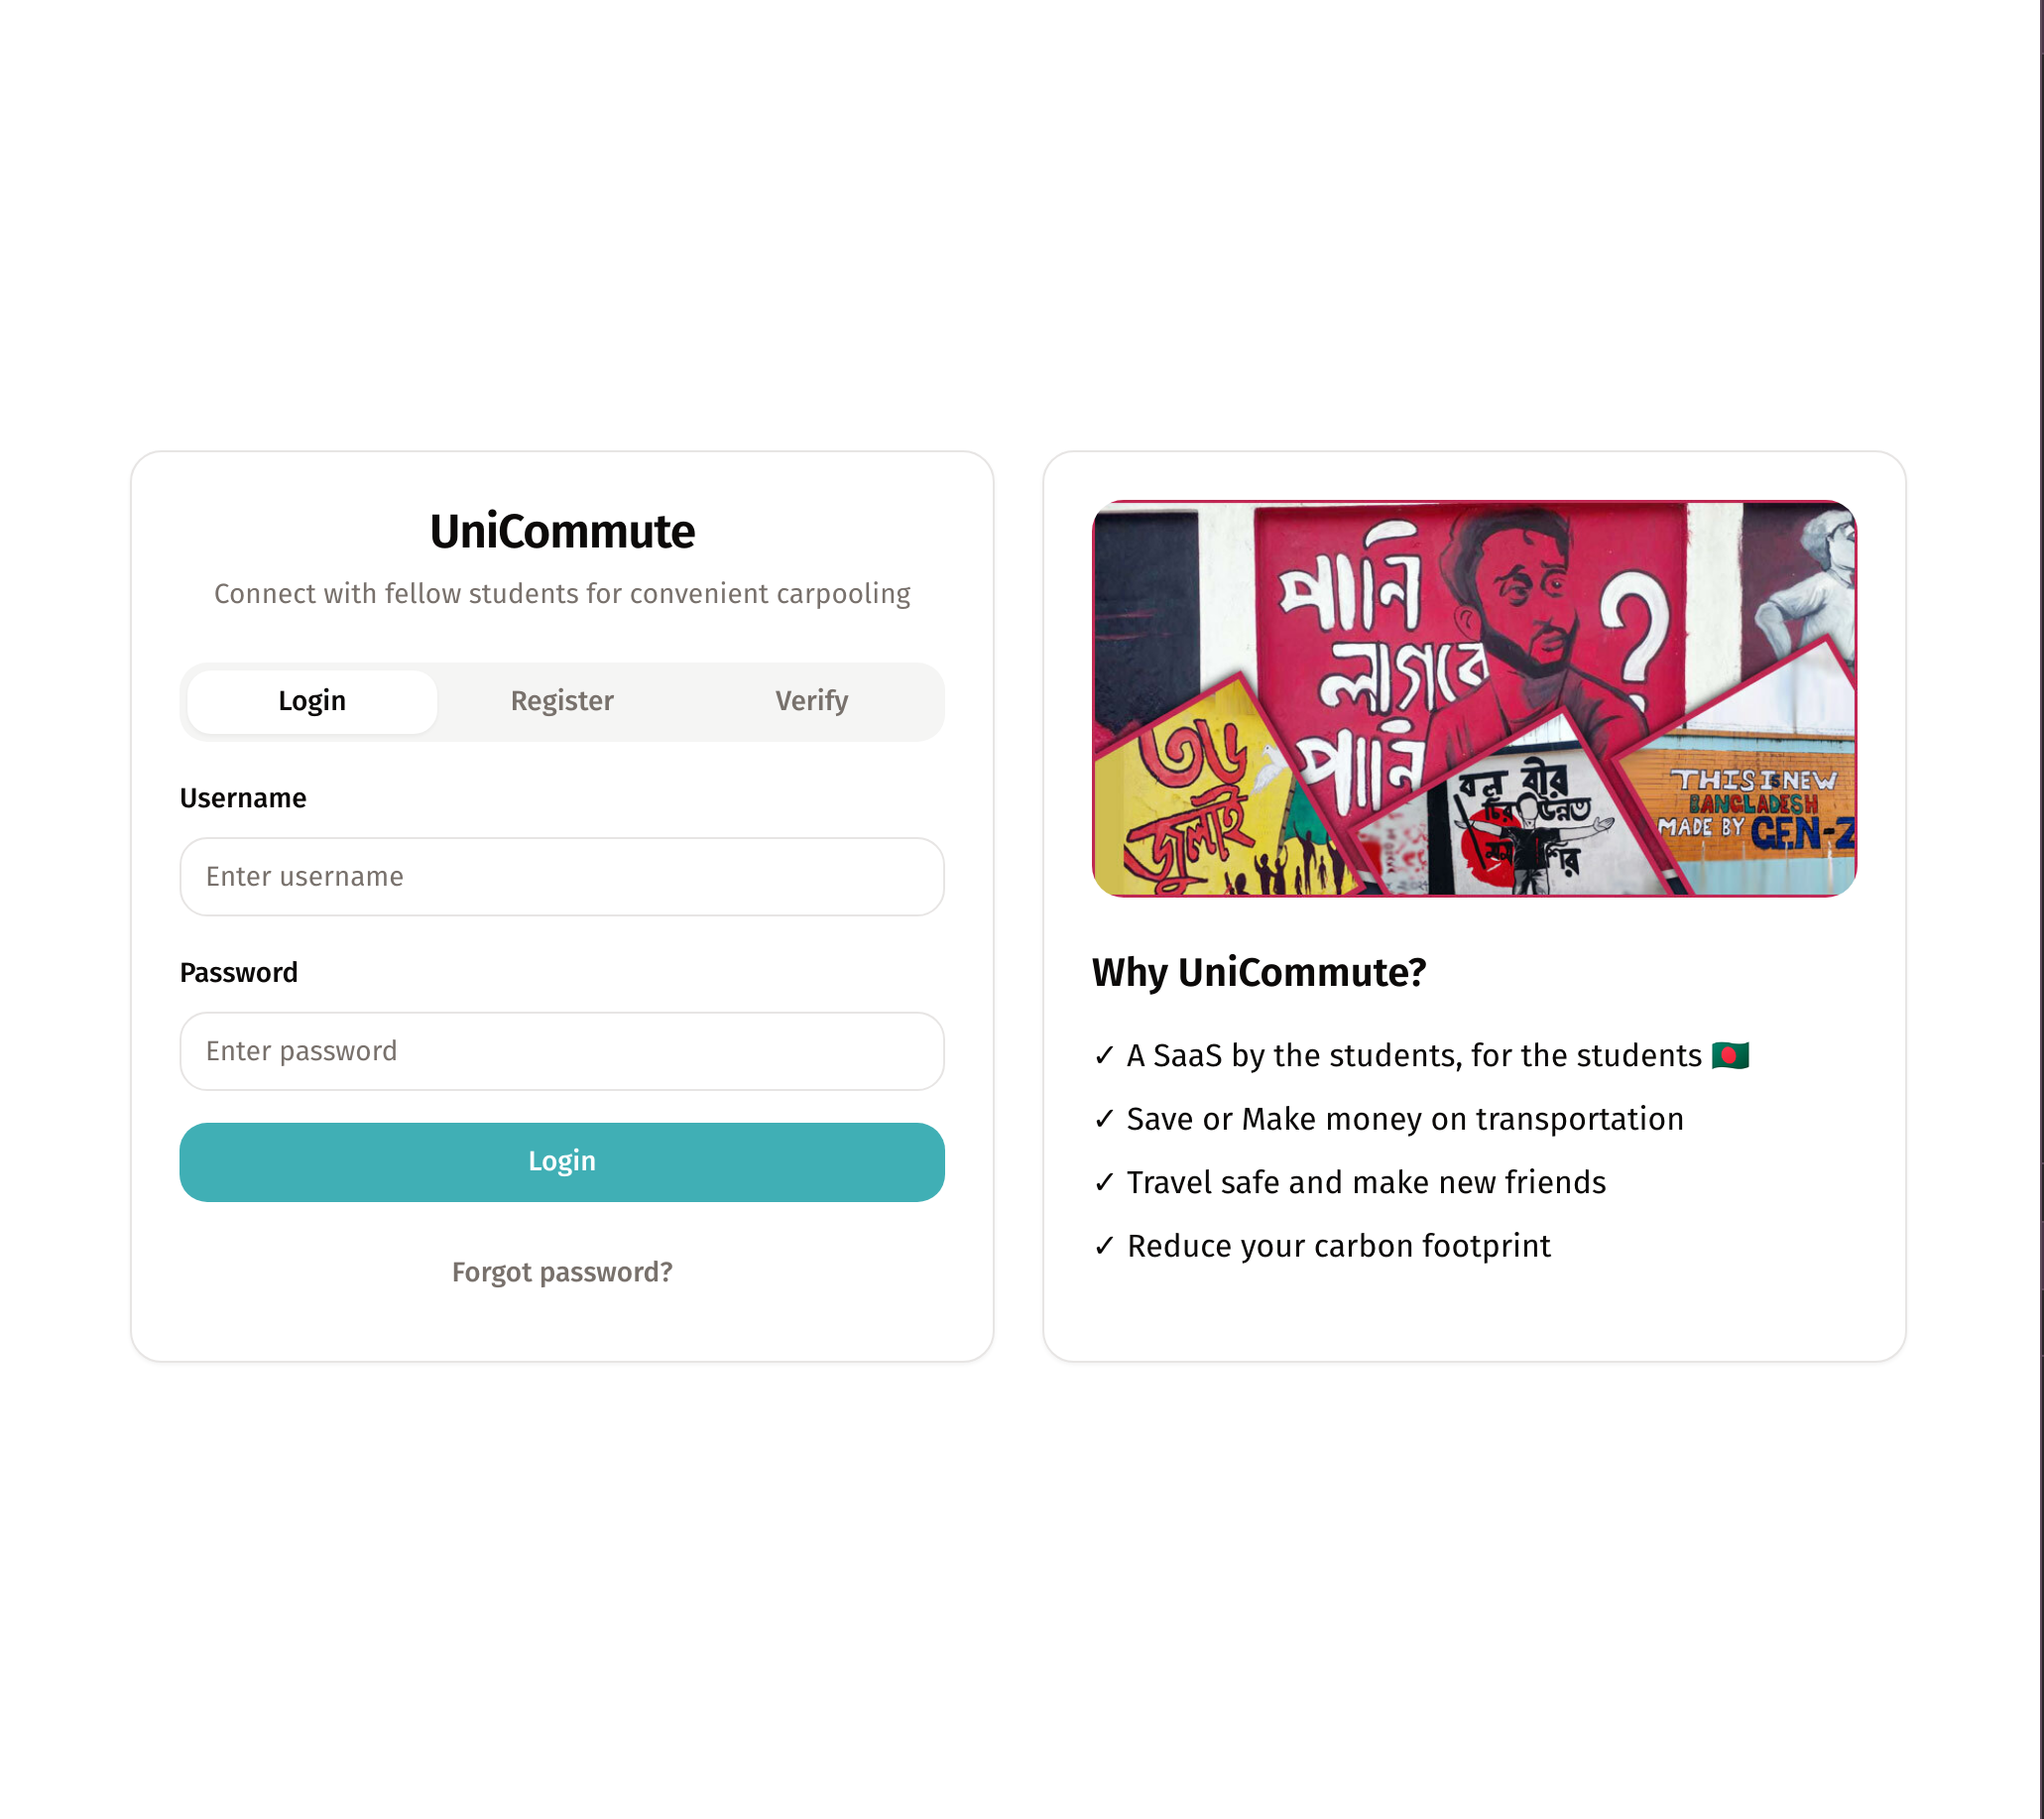 UniCommute
Connect with fellow students for convenient carpooling
Login
Register
Verify
Username
Enter username
Password
Enter password
Login
Forgot password?
পানি
লাগবে
পানি
?
৩৬
জুলাই
বল বীর
চির উন্নত
মম শির
THIS IS NEW
BANGLADESH
MADE BY GEN-Z
Why UniCommute?
✓ A SaaS by the students, for the students 🇧🇩
✓ Save or Make money on transportation
✓ Travel safe and make new friends
✓ Reduce your carbon footprint